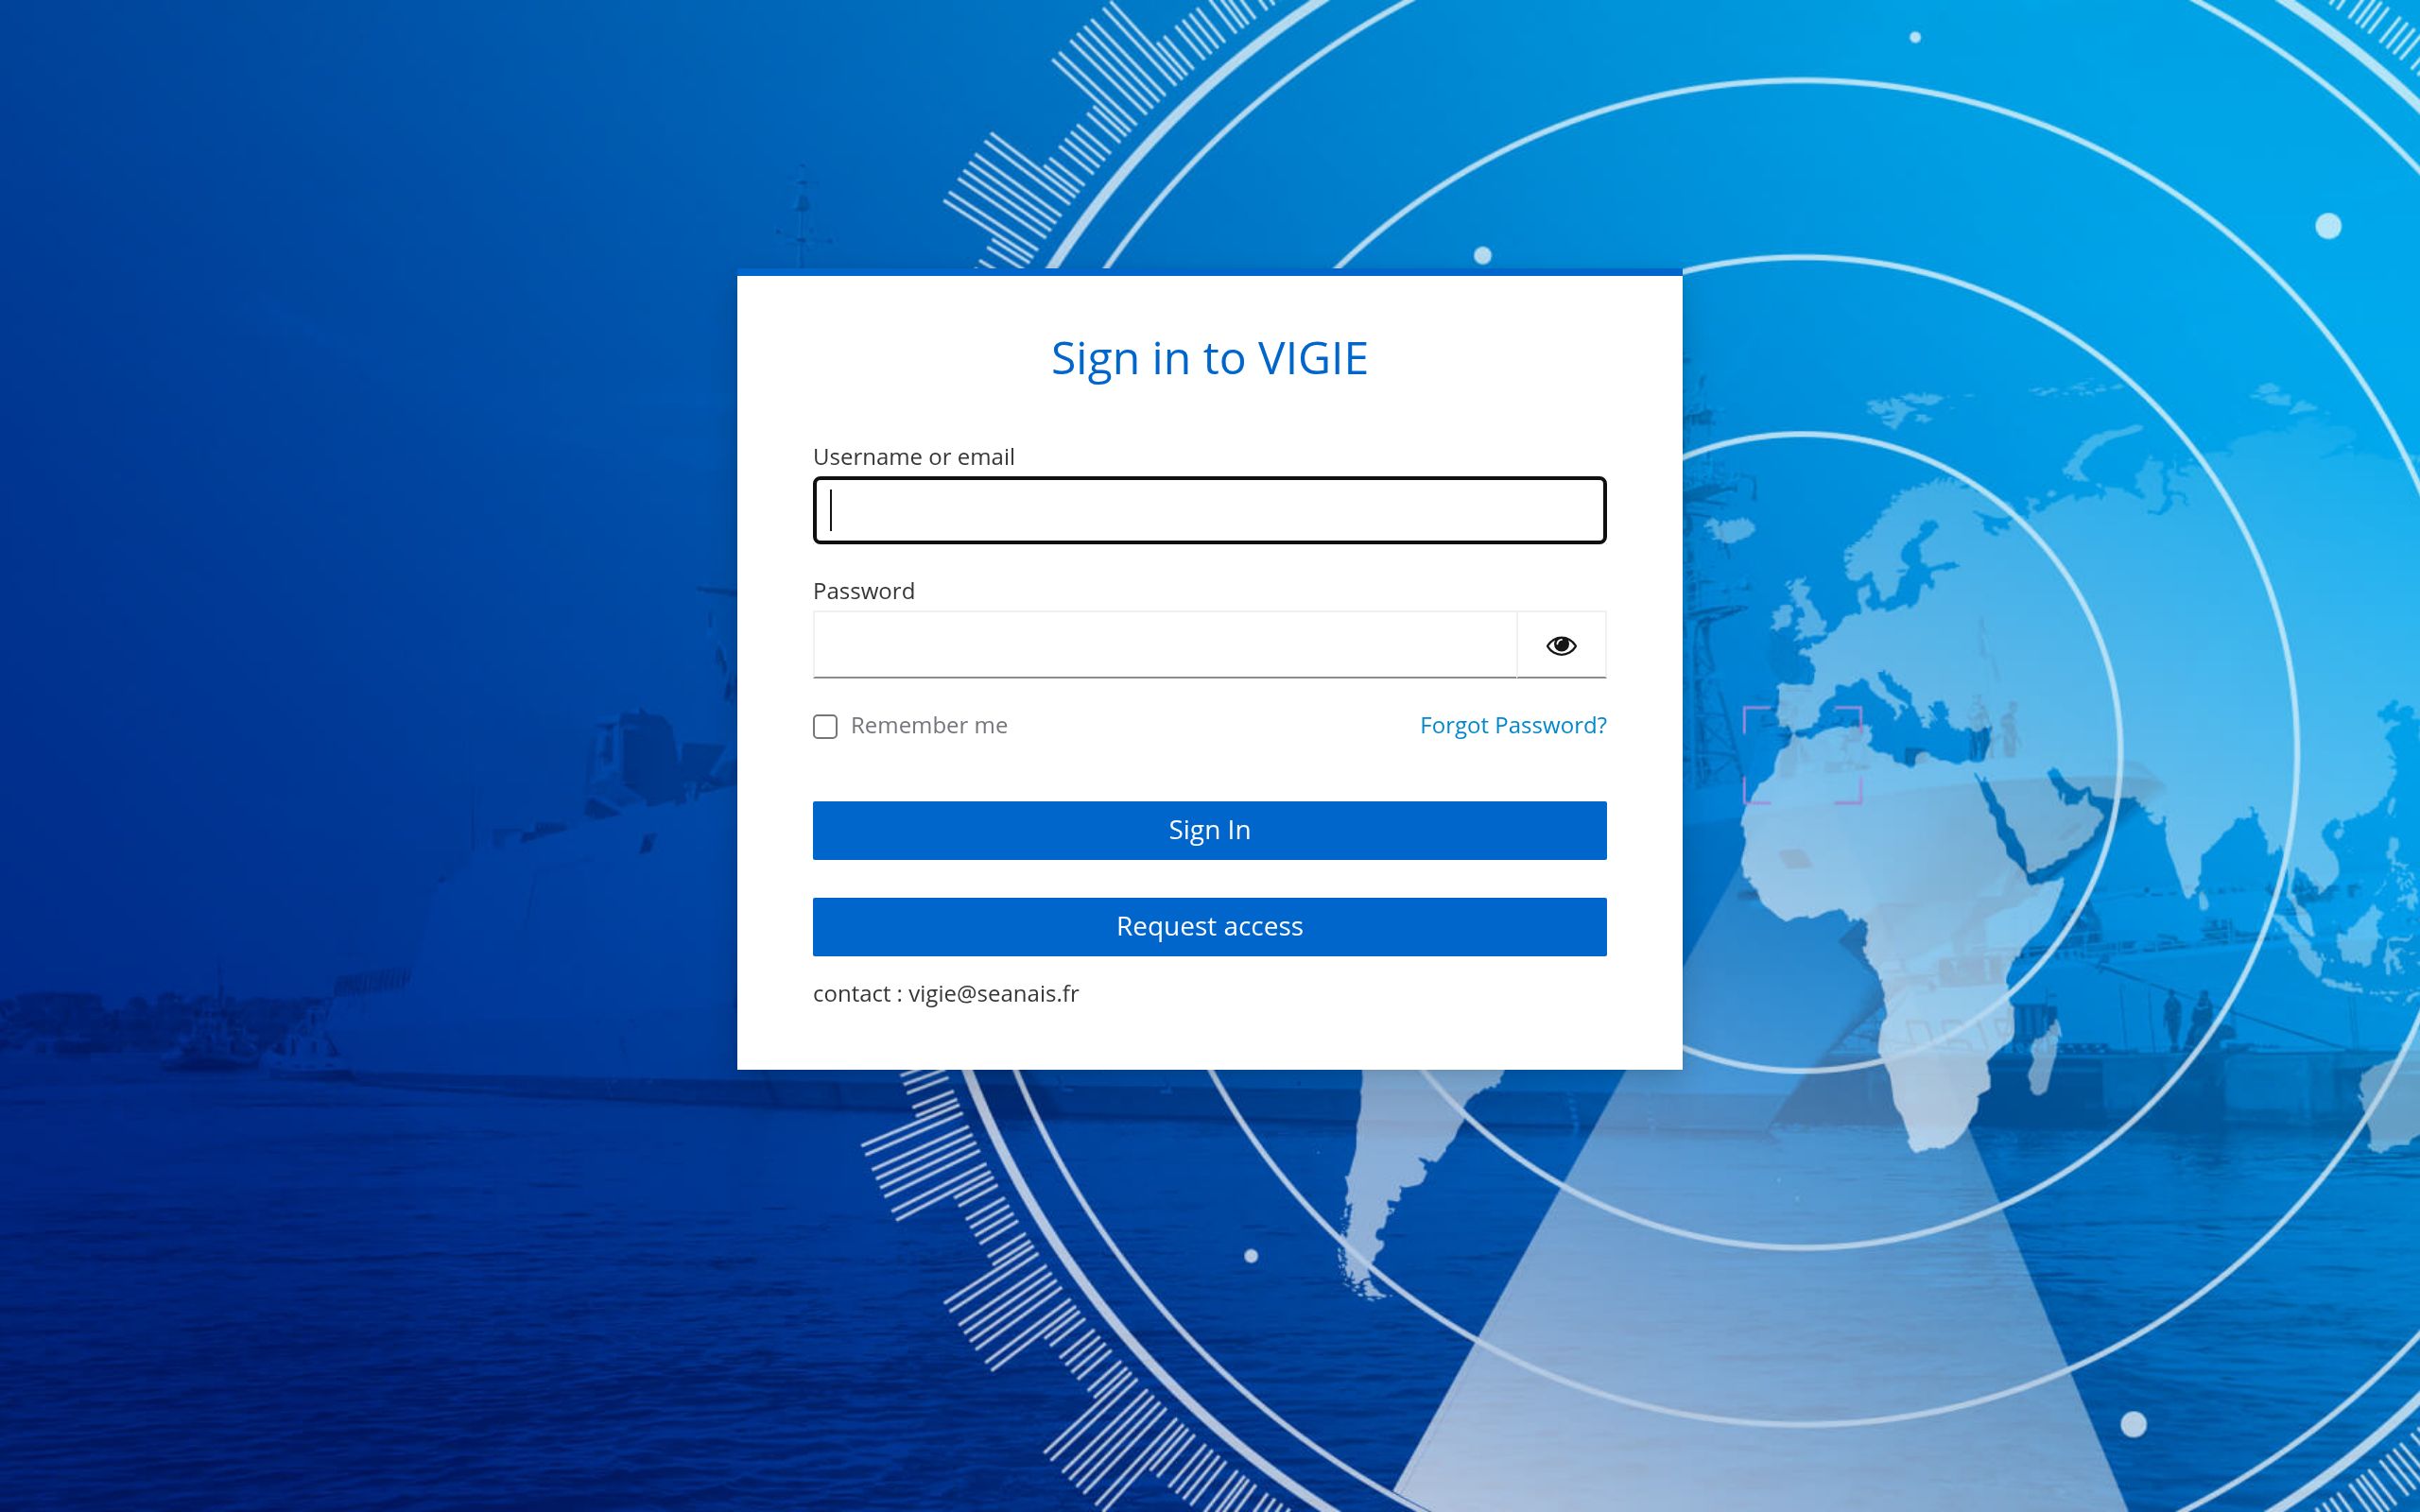 Sign in to VIGIE
Username or email
Password
Remember me
Forgot Password?
Sign In
Request access
contact : vigie@seanais.fr